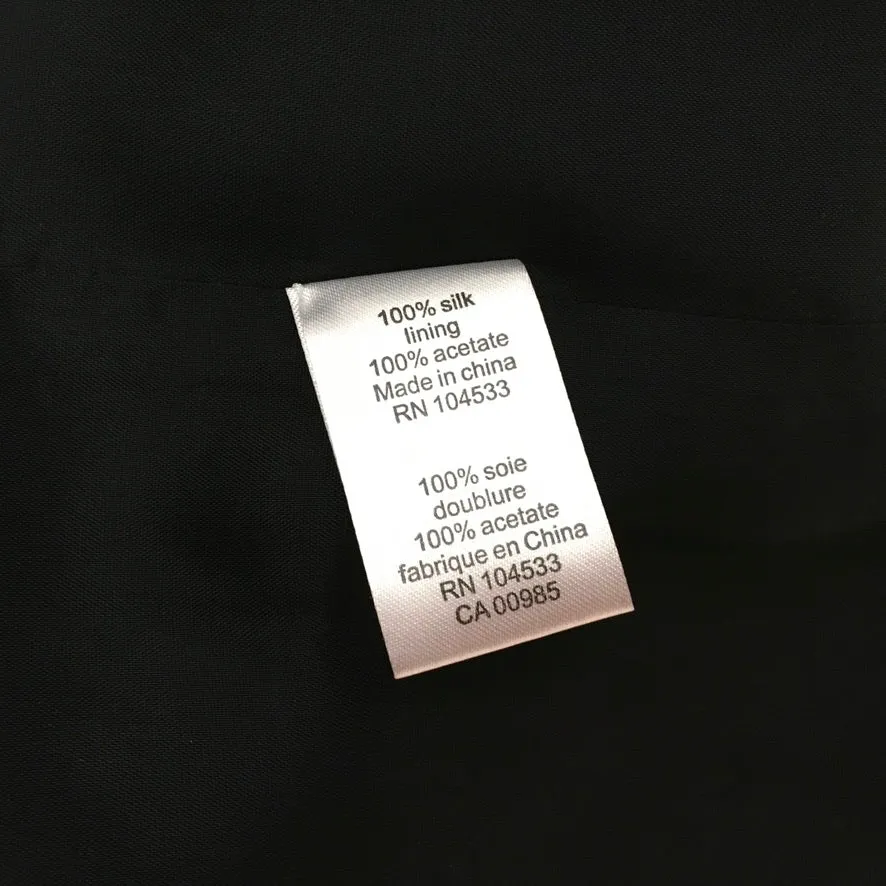 100% silk
lining
100% acetate
Made in china
RN 104533
100% soie
doublure
100% acetate
fabrique en China
RN 104533
CA 00985